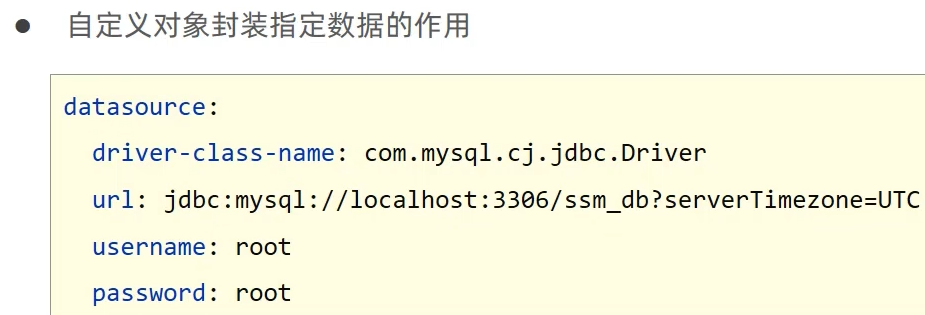 ● 自定义对象封装指定数据的作用
datasource:
  driver-class-name: com.mysql.cj.jdbc.Driver
  url: jdbc:mysql://localhost:3306/ssm_db?serverTimezone=UTC
  username: root
  password: root